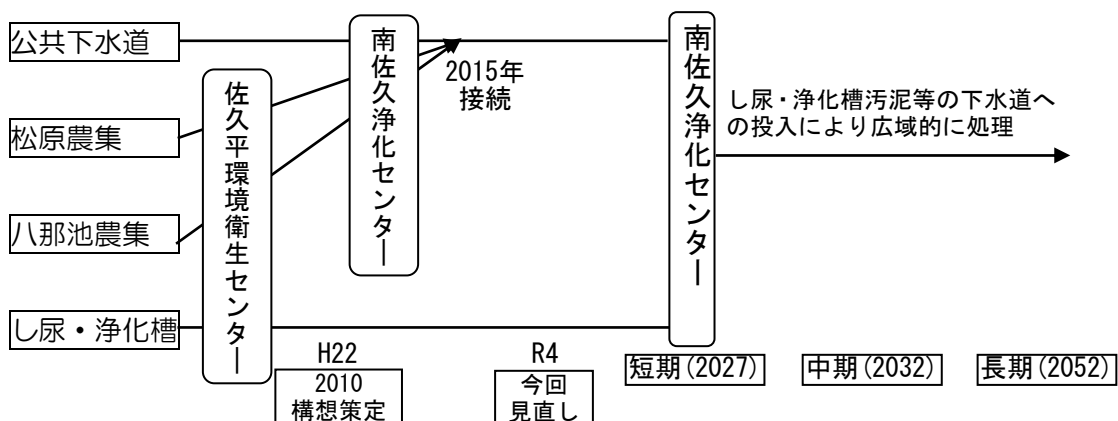 公共下水道
松原農集
八那池農集
し尿・浄化槽
佐久平環境衛生センター
南佐久浄化センター
2015年
接続
南佐久浄化センター
し尿・浄化槽汚泥等の下水道へ
の投入により広域的に処理
H22
2010
構想策定
R4
今回
見直し
短期(2027)
中期(2032)
長期(2052)